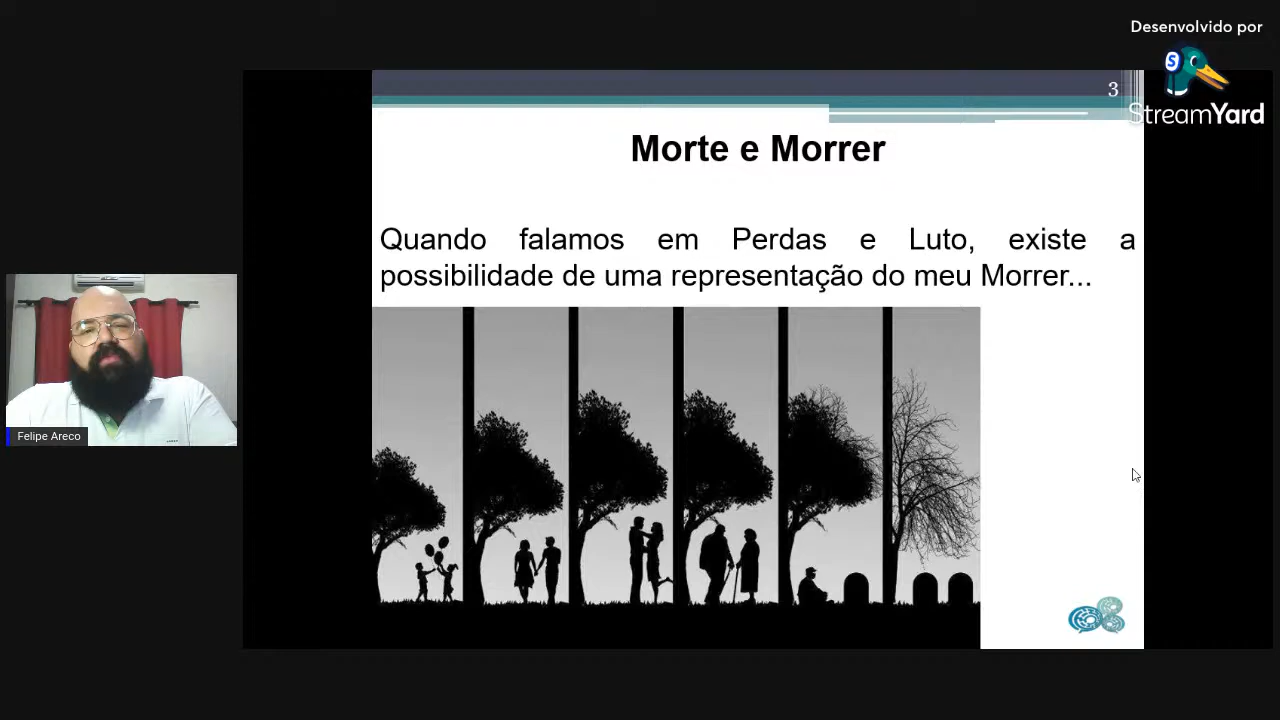 Desenvolvido por
StreamYard
3
Morte e Morrer
Quando falamos em Perdas e Luto, existe a
possibilidade de uma representação do meu Morrer...
Felipe Areco